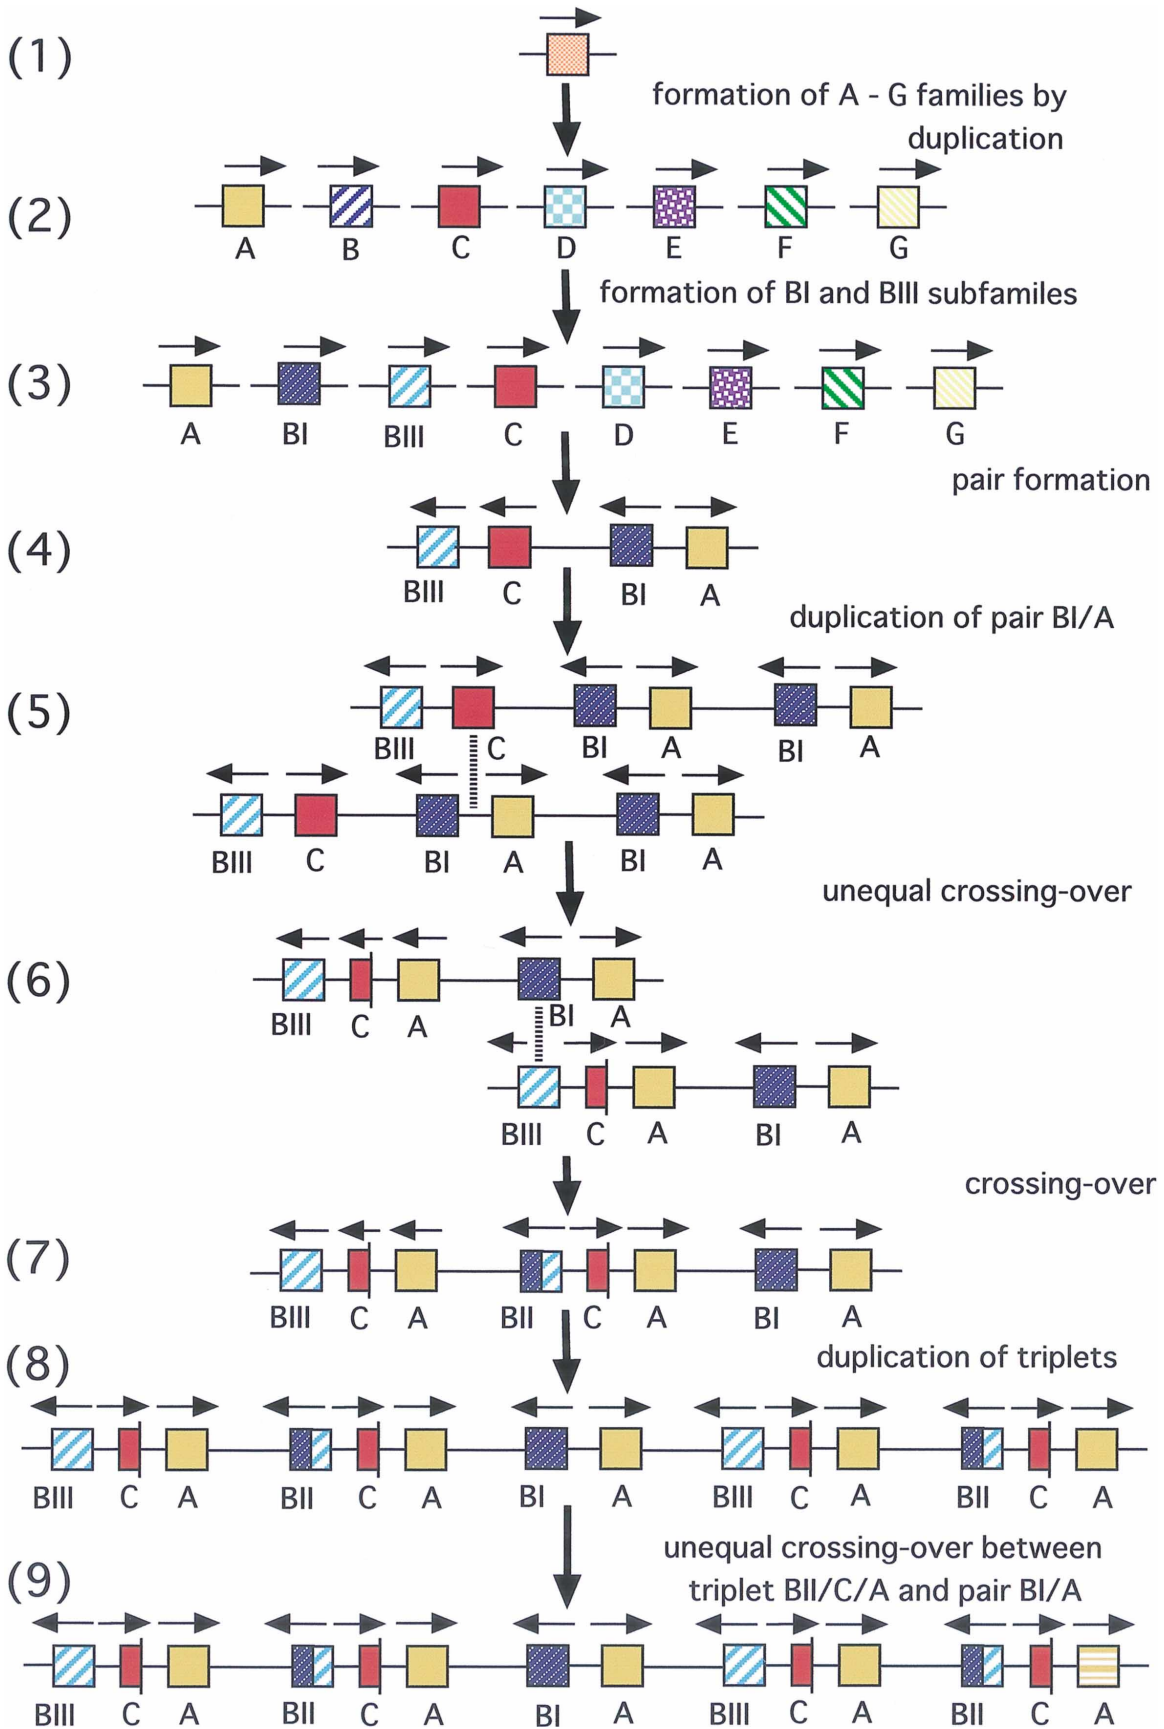 (1)
formation of A - G families by
duplication
(2)
A B C D E F G
formation of BI and BIII subfamiles
(3)
A BI BIII C D E F G
pair formation
(4)
BIII C BI A
duplication of pair BI/A
(5)
BIII C BI A BI A
BIII C BI A BI A
unequal crossing-over
(6)
BIII C A BI A
BIII C A BI A
crossing-over
(7)
BIII C A BII C A BI A
(8)
duplication of triplets
BIII C A BII C A BI A BIII C A BII C A
unequal crossing-over between
triplet BII/C/A and pair BI/A
(9)
BIII C A BII C A BI A BIII C A BII C A